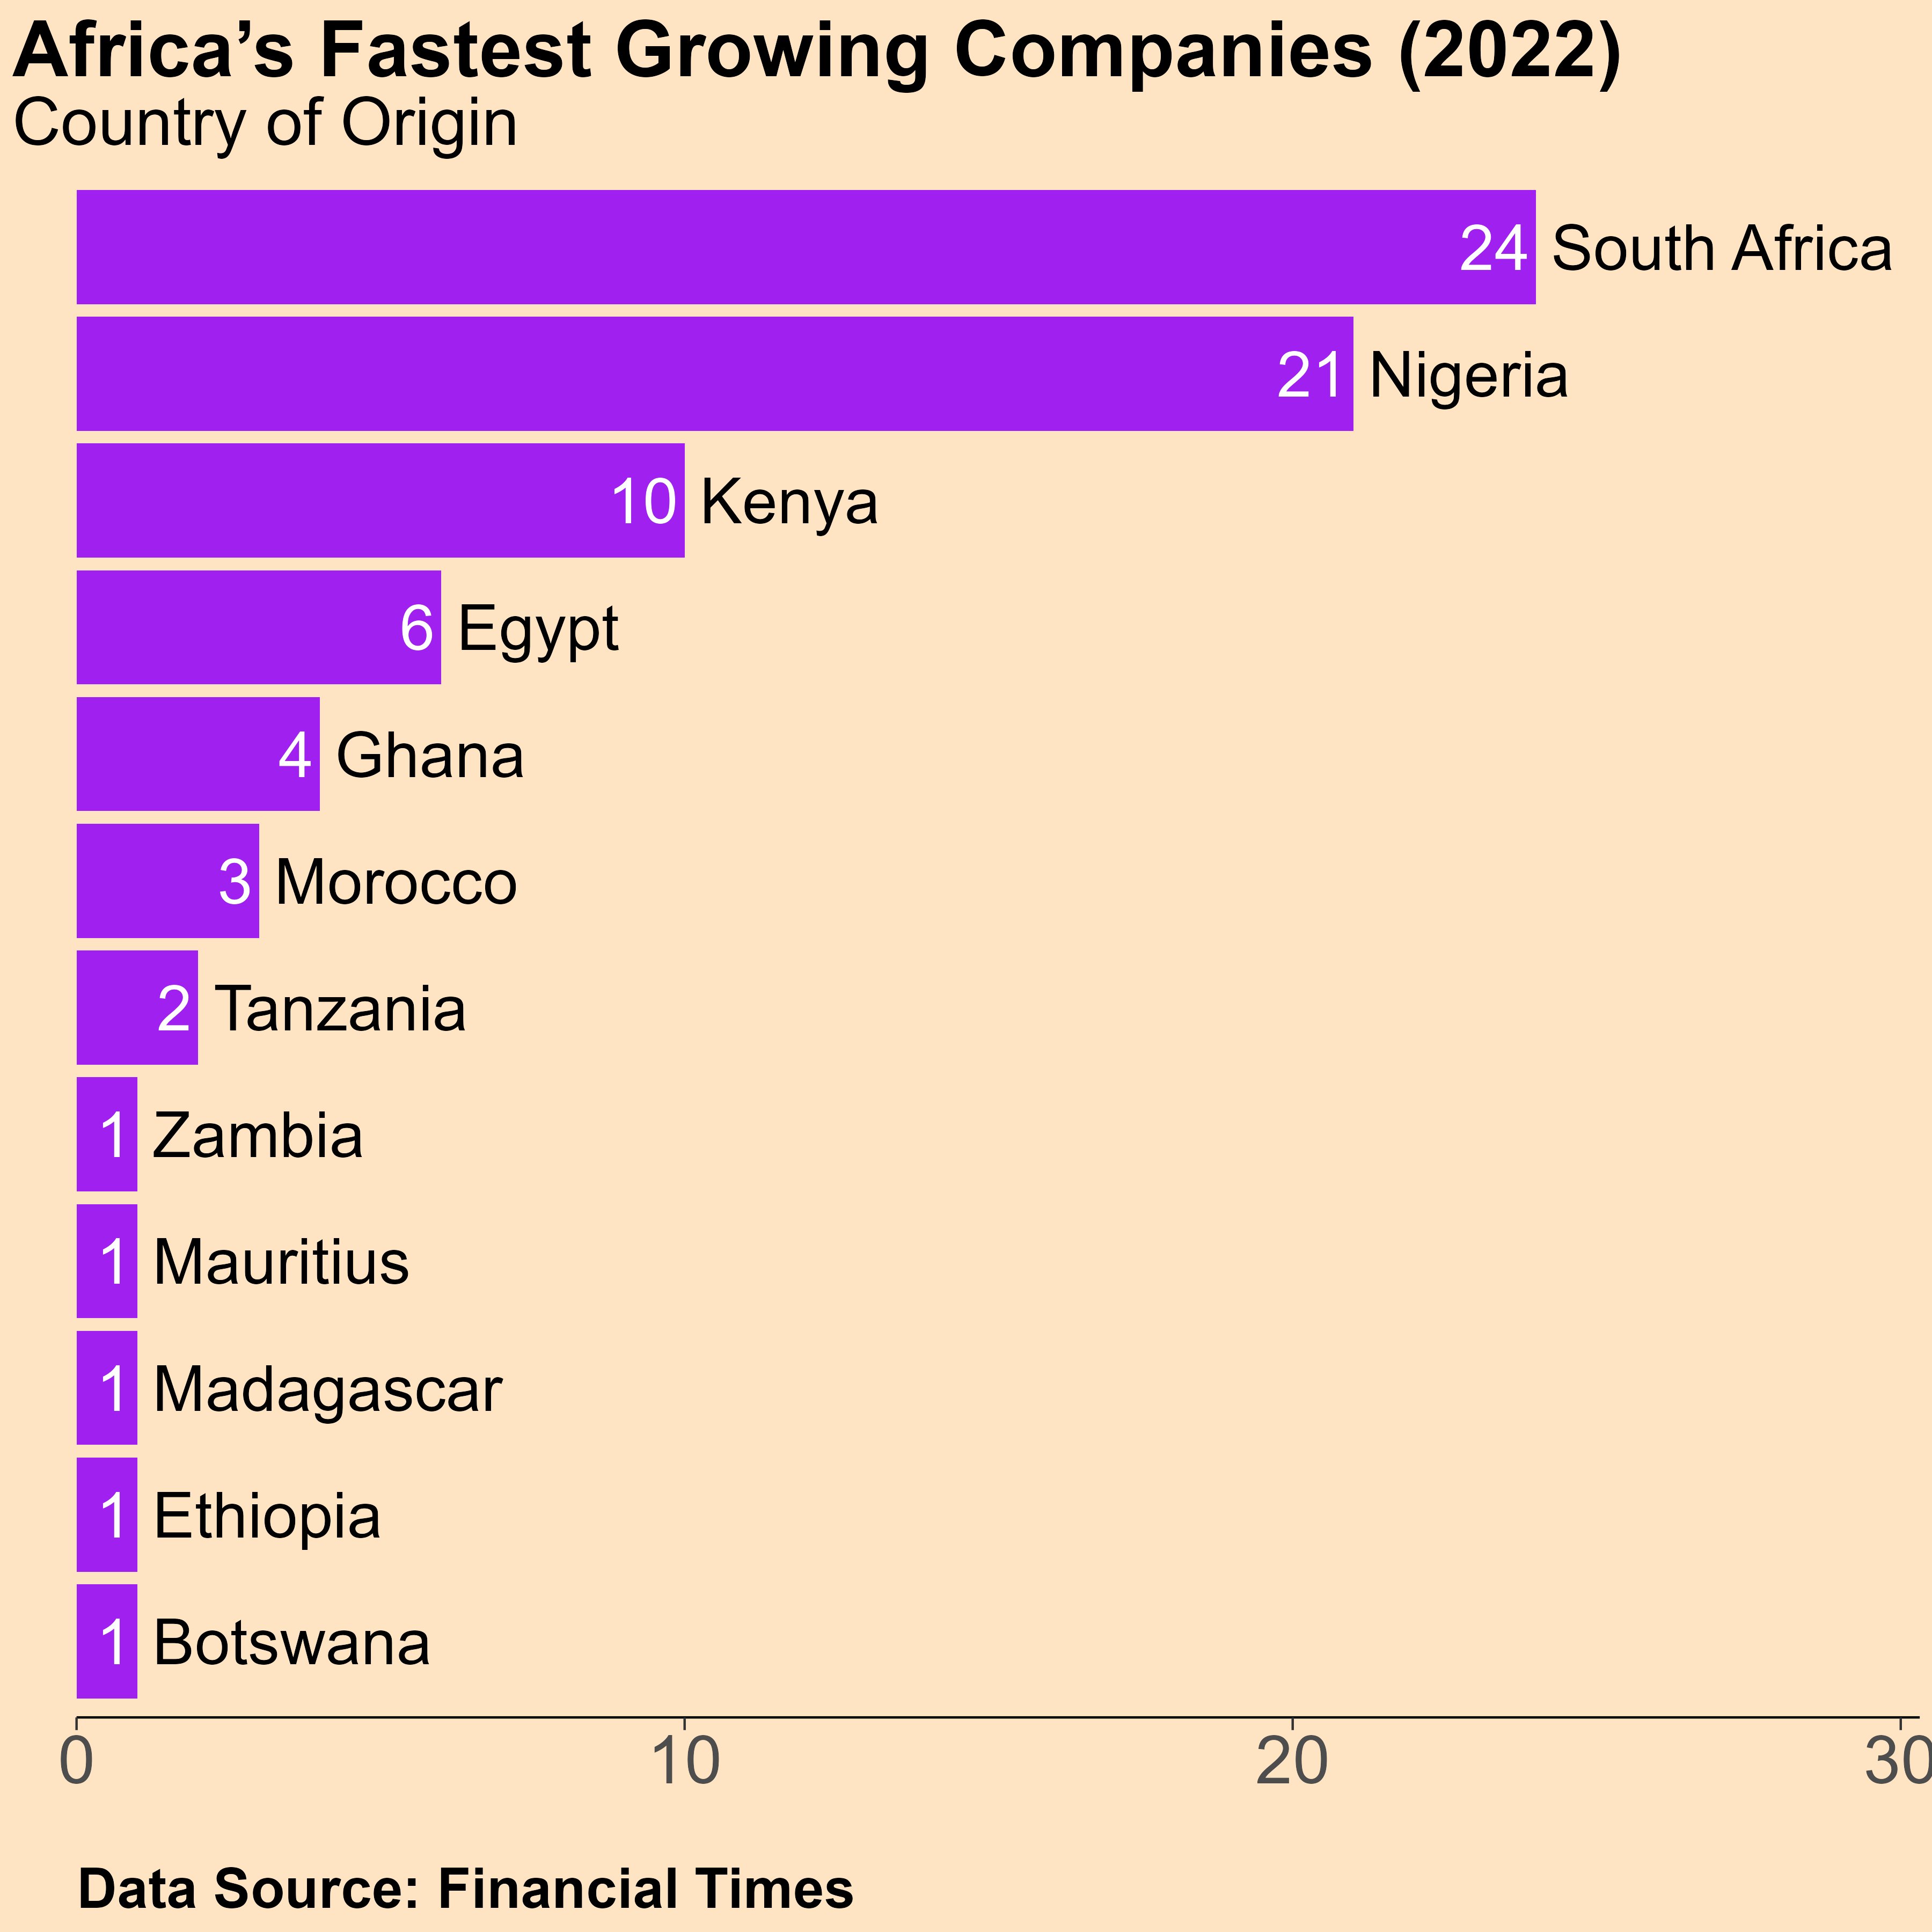 Africa’s Fastest Growing Companies (2022)
Country of Origin
24 South Africa
21 Nigeria
10 Kenya
6 Egypt
4 Ghana
3 Morocco
2 Tanzania
1 Zambia
1 Mauritius
1 Madagascar
1 Ethiopia
1 Botswana
0 10 20 30
Data Source: Financial Times